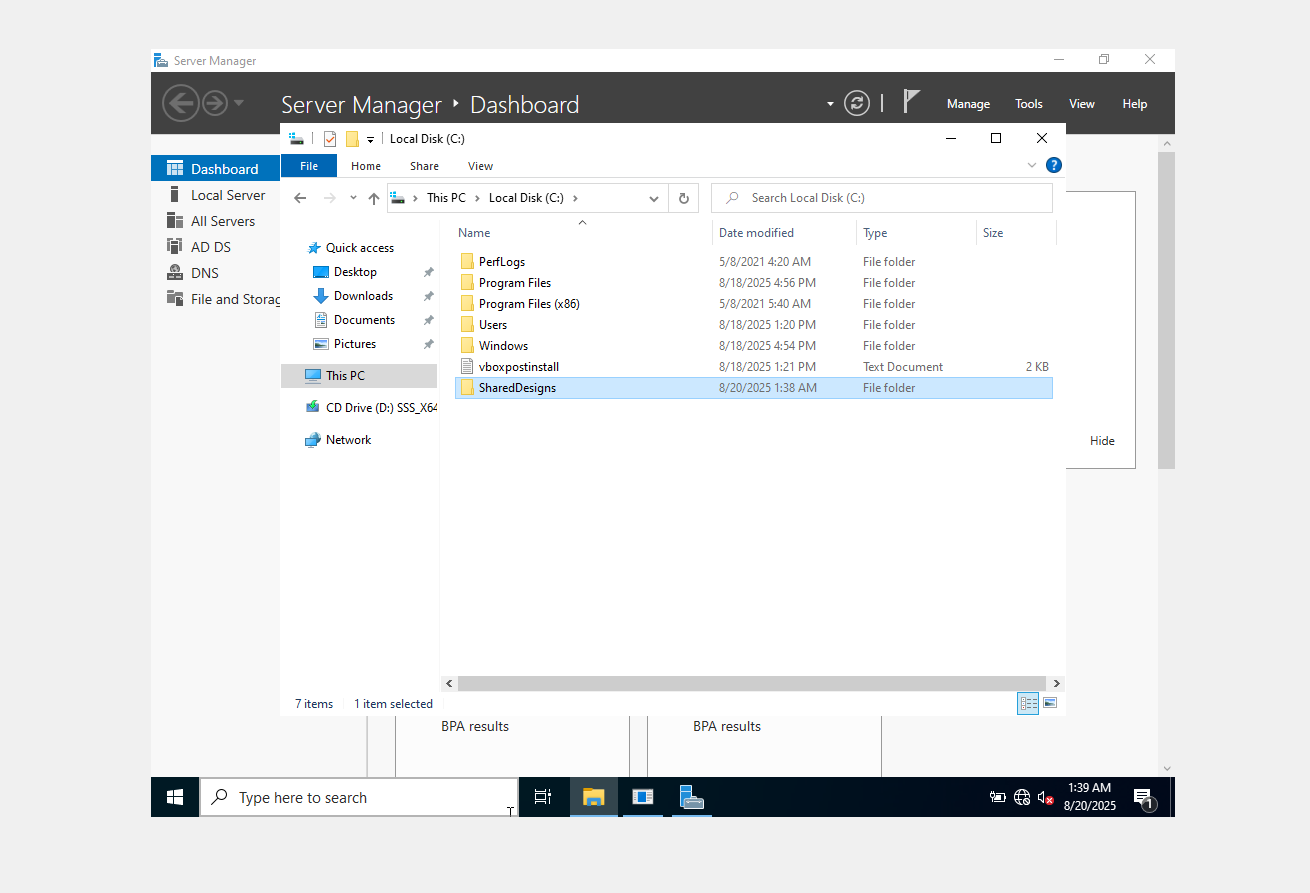 Server Manager
Server Manager Dashboard
Manage Tools View Help
Local Disk (C:)
File Home Share View
This PC Local Disk (C:)
Search Local Disk (C:)
Dashboard
Local Server
All Servers
AD DS
DNS
File and Storag
Quick access
Desktop
Downloads
Documents
Pictures
This PC
CD Drive (D:) SSS_X64
Network
Name Date modified Type Size
PerfLogs 5/8/2021 4:20 AM File folder
Program Files 8/18/2025 4:56 PM File folder
Program Files (x86) 5/8/2021 5:40 AM File folder
Users 8/18/2025 1:20 PM File folder
Windows 8/18/2025 4:54 PM File folder
vboxpostinstall 8/18/2025 1:21 PM Text Document 2 KB
SharedDesigns 8/20/2025 1:38 AM File folder
Hide
7 items 1 item selected
BPA results BPA results
Type here to search
1:39 AM
8/20/2025
1